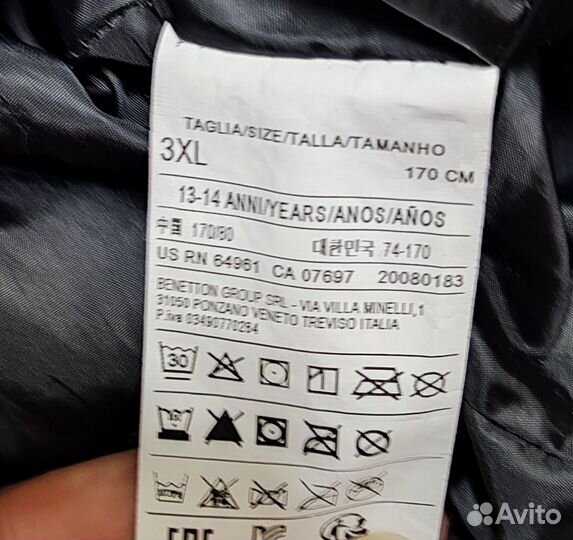 TAGLIA/SIZE/TALLA/TAMANHO
3XL
170 CM
13-14 ANNI/YEARS/ANOS/AÑOS
中国 170/80 대한민국 74-170
US RN 64961 CA 07697 20080183
BENETTON GROUP SRL - VIA VILLA MINELLI,1
31050 PONZANO VENETO TREVISO ITALIA
P.Iva 03490770264
30
EAC
Avito